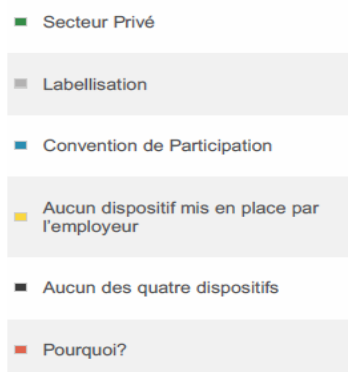 Secteur Privé
Labellisation
Convention de Participation
Aucun dispositif mis en place par
l'employeur
Aucun des quatre dispositifs
Pourquoi?